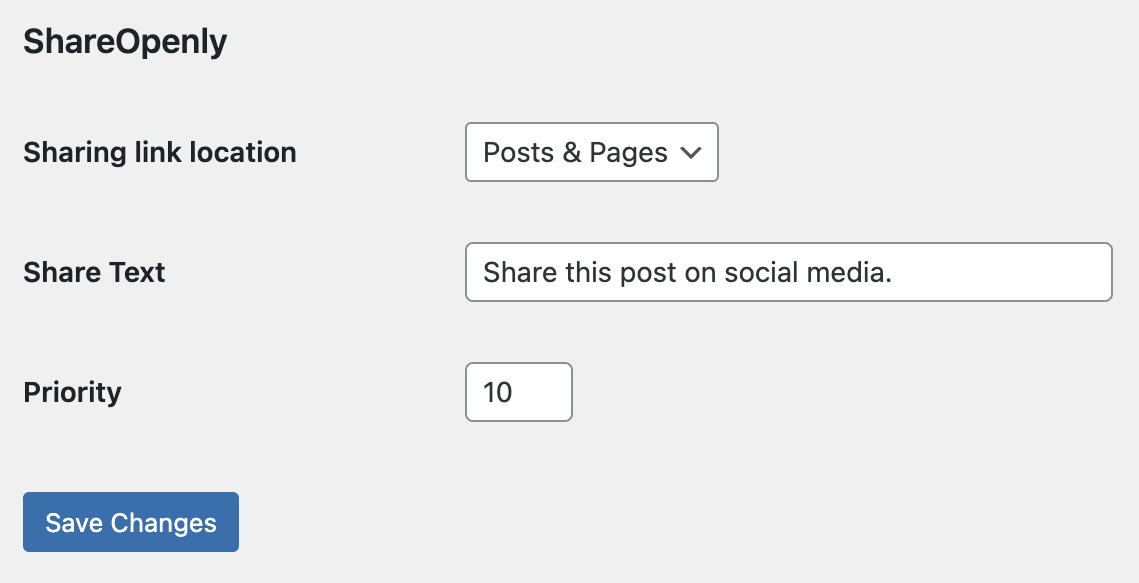 ShareOpenly
Sharing link location
Posts & Pages
Share Text
Share this post on social media.
Priority
10
Save Changes